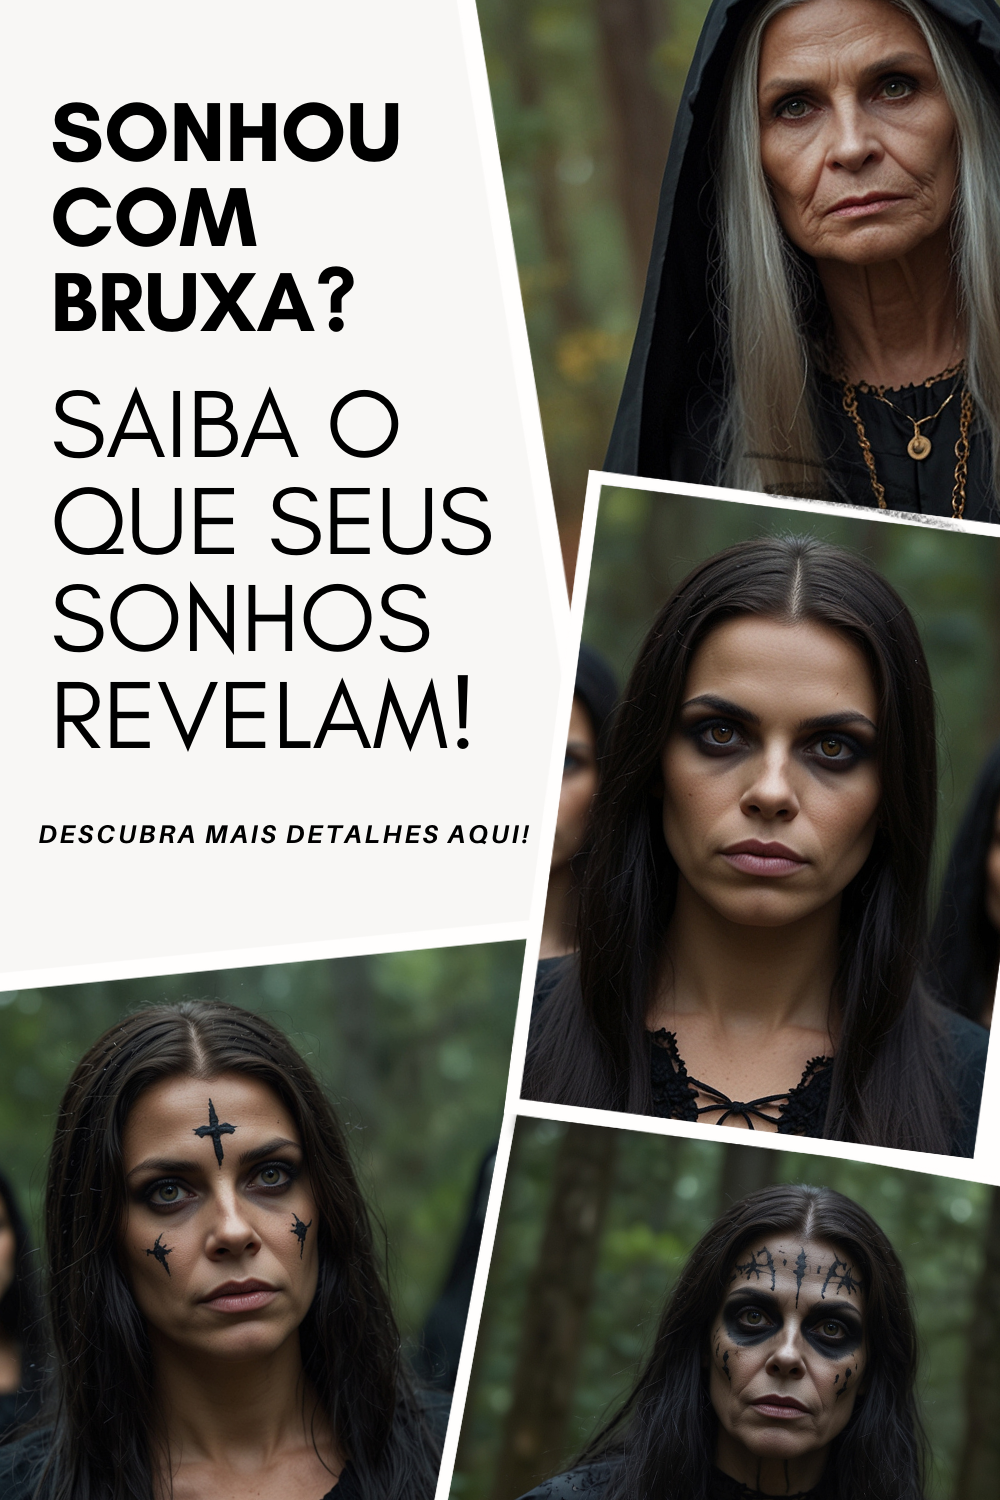 SONHOU
COM
BRUXA?
SAIBA O
QUE SEUS
SONHOS
REVELAM!
DESCUBRA MAIS DETALHES AQUI!